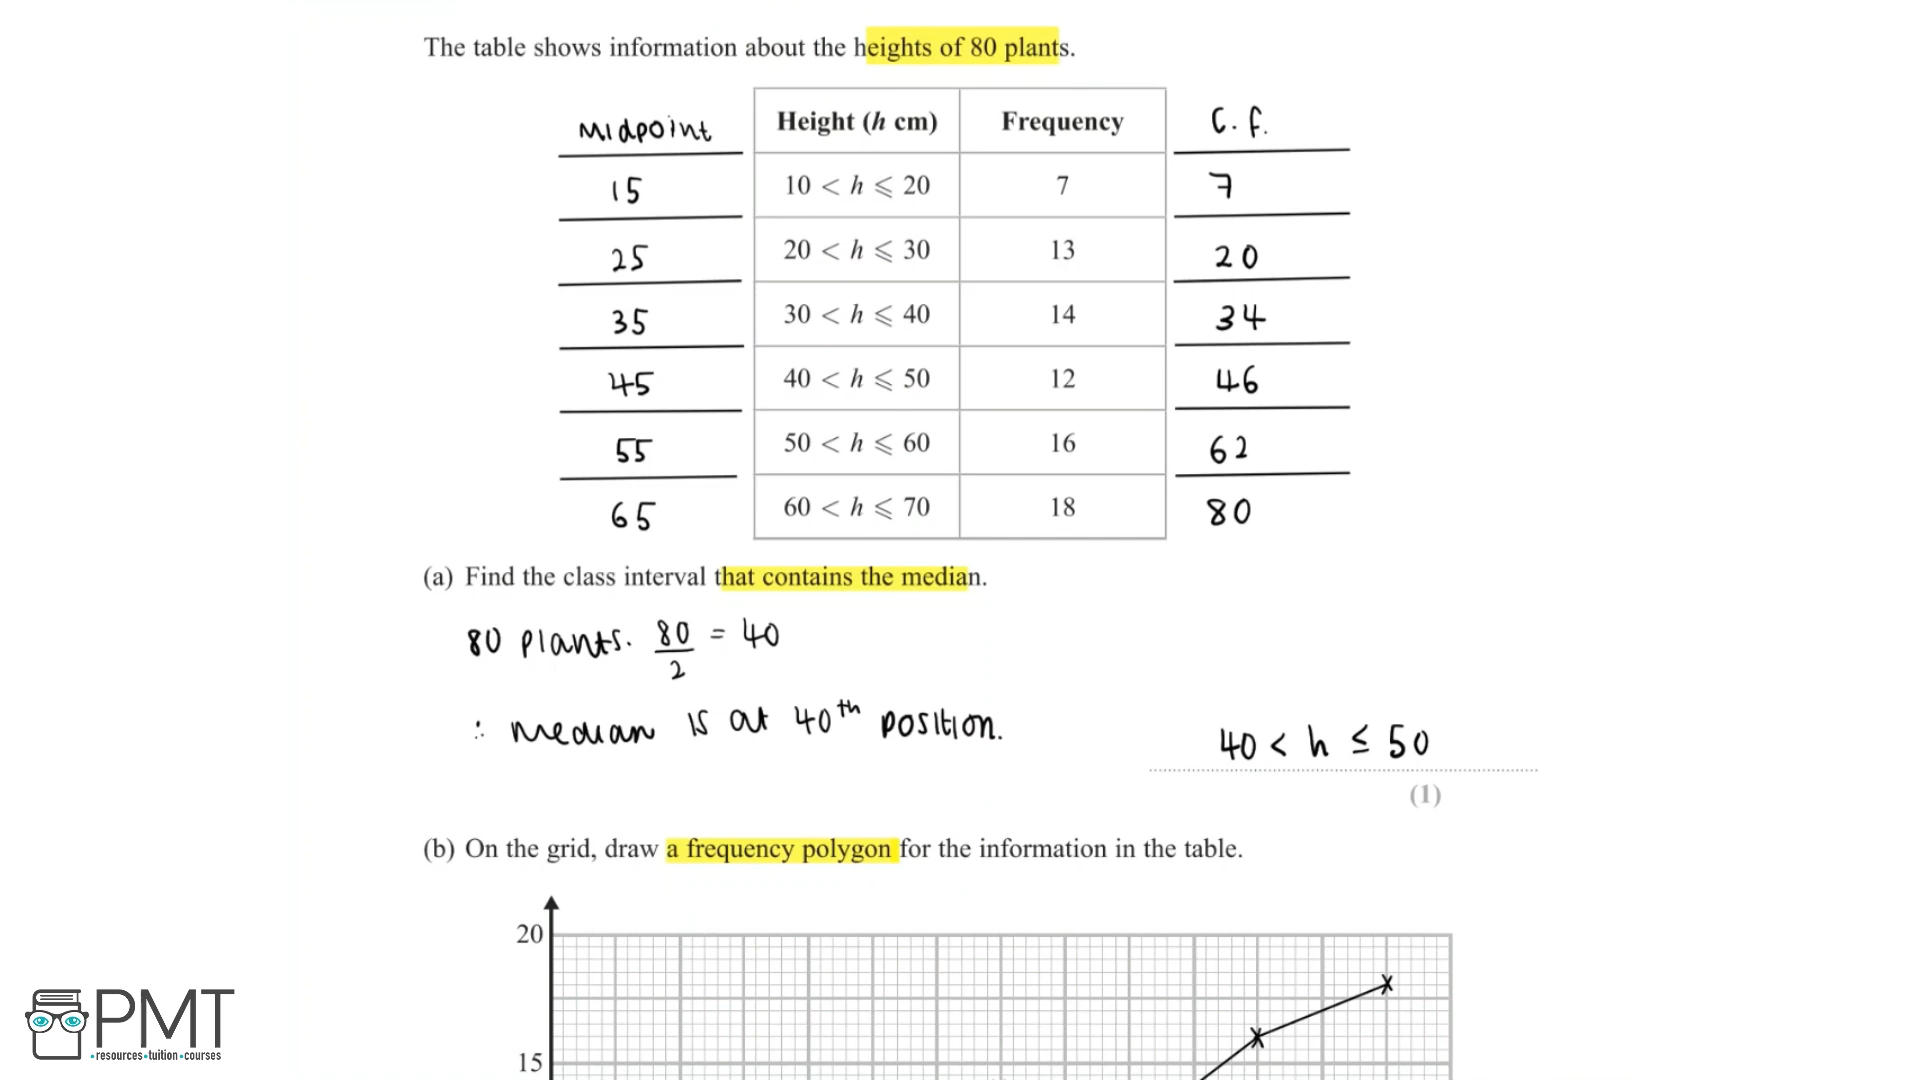 The table shows information about the heights of 80 plants.
Midpoint Height (h cm) Frequency C.f.
15 10 < h ⩽ 20 7 7
25 20 < h ⩽ 30 13 20
35 30 < h ⩽ 40 14 34
45 40 < h ⩽ 50 12 46
55 50 < h ⩽ 60 16 62
65 60 < h ⩽ 70 18 80
(a) Find the class interval that contains the median.
80 plants. 80/2 = 40
∴ median is at 40th position.
40 < h ≤ 50
(1)
(b) On the grid, draw a frequency polygon for the information in the table.
20
15
PMT
•resources•tuition•courses